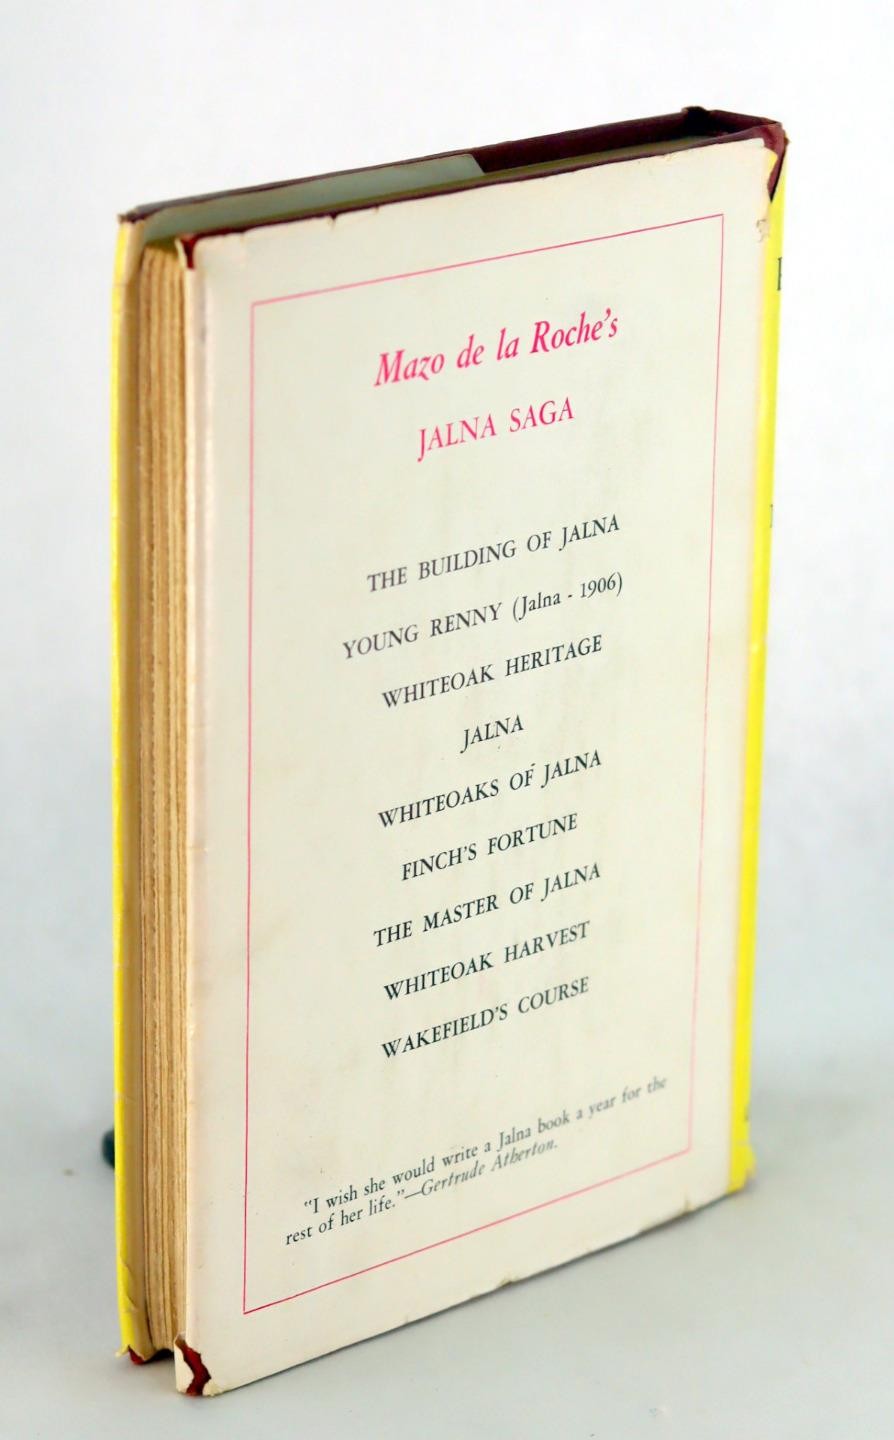 Mazo de la Roche's
JALNA SAGA
THE BUILDING OF JALNA
YOUNG RENNY (Jalna - 1906)
WHITEOAK HERITAGE
JALNA
WHITEOAKS OF JALNA
FINCH'S FORTUNE
THE MASTER OF JALNA
WHITEOAK HARVEST
WAKEFIELD'S COURSE
"I wish she would write a Jalna book a year for the
rest of her life."—Gertrude Atherton.